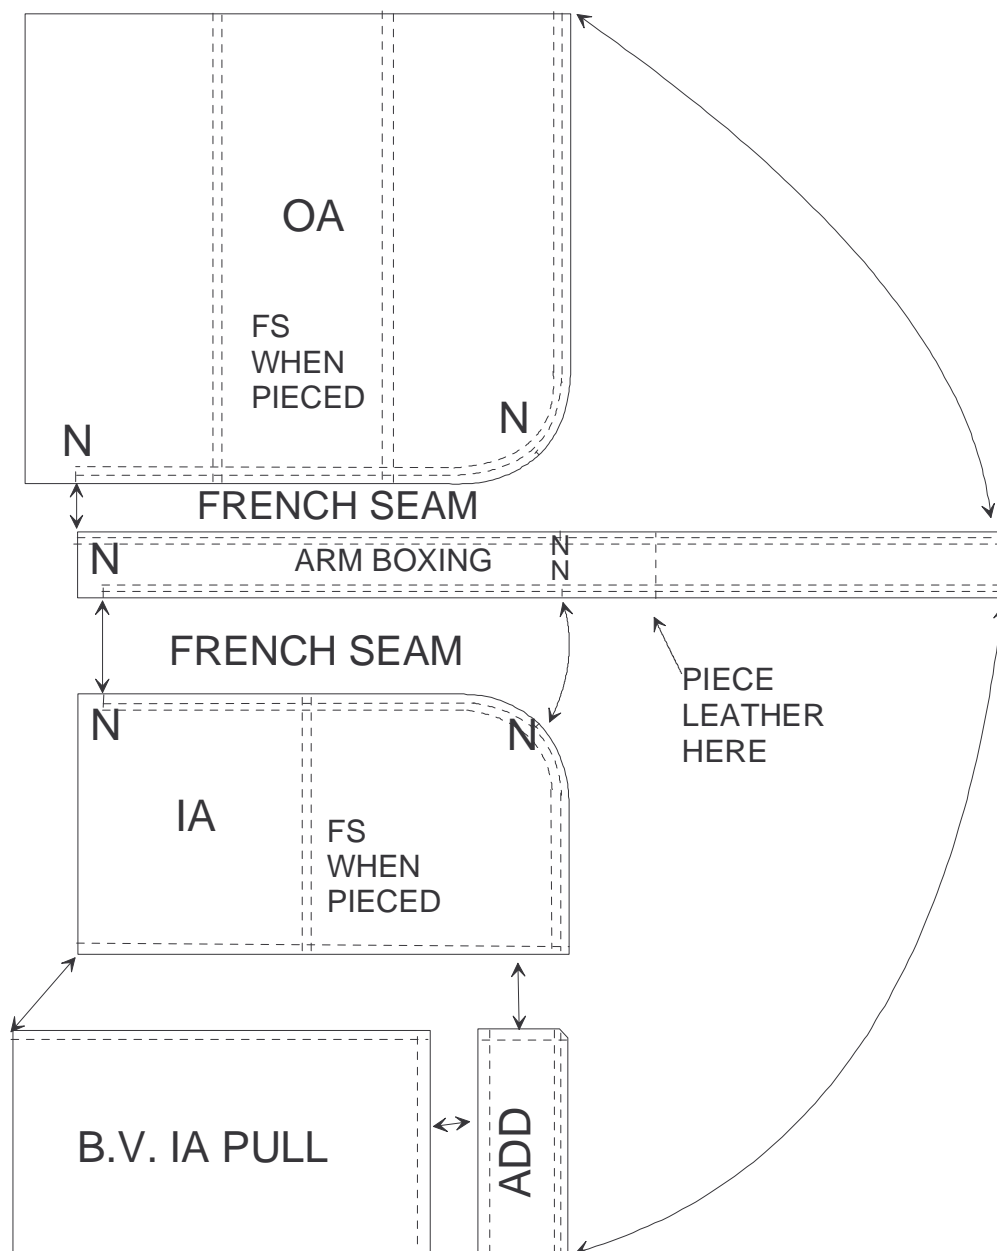 OA
FS
WHEN
PIECED
N
N
FRENCH SEAM
N
ARM BOXING
N
N
FRENCH SEAM
PIECE
LEATHER
HERE
N
N
IA
FS
WHEN
PIECED
B.V. IA PULL
ADD